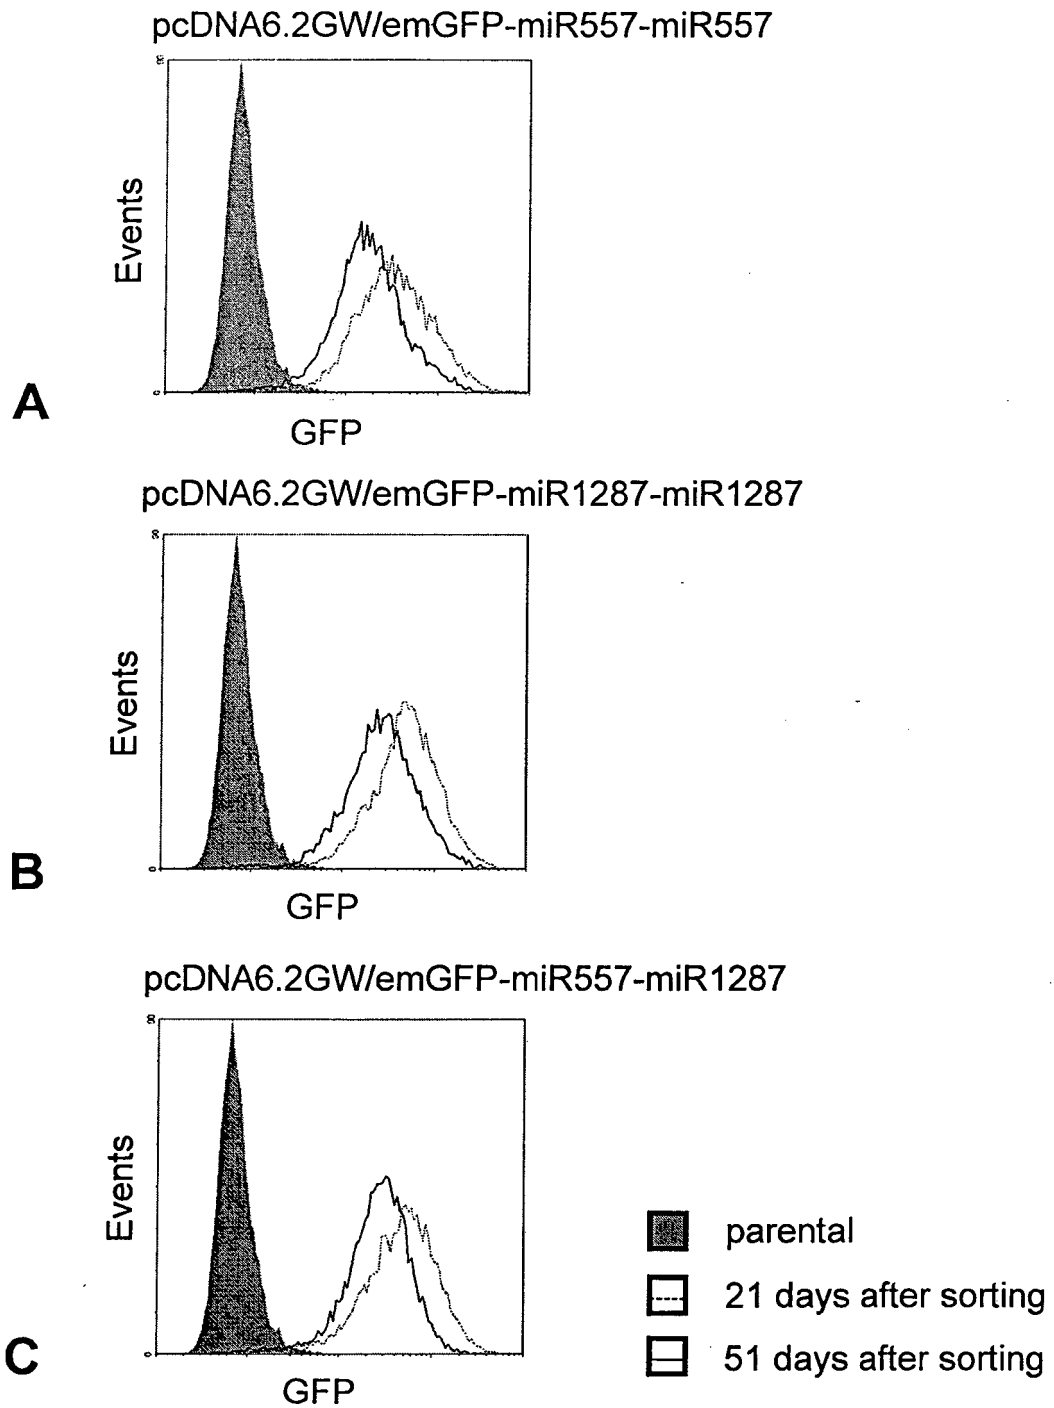 pcDNA6.2GW/emGFP-miR557-miR557
Events
GFP
A
pcDNA6.2GW/emGFP-miR1287-miR1287
Events
GFP
B
pcDNA6.2GW/emGFP-miR557-miR1287
Events
GFP
C
parental
21 days after sorting
51 days after sorting